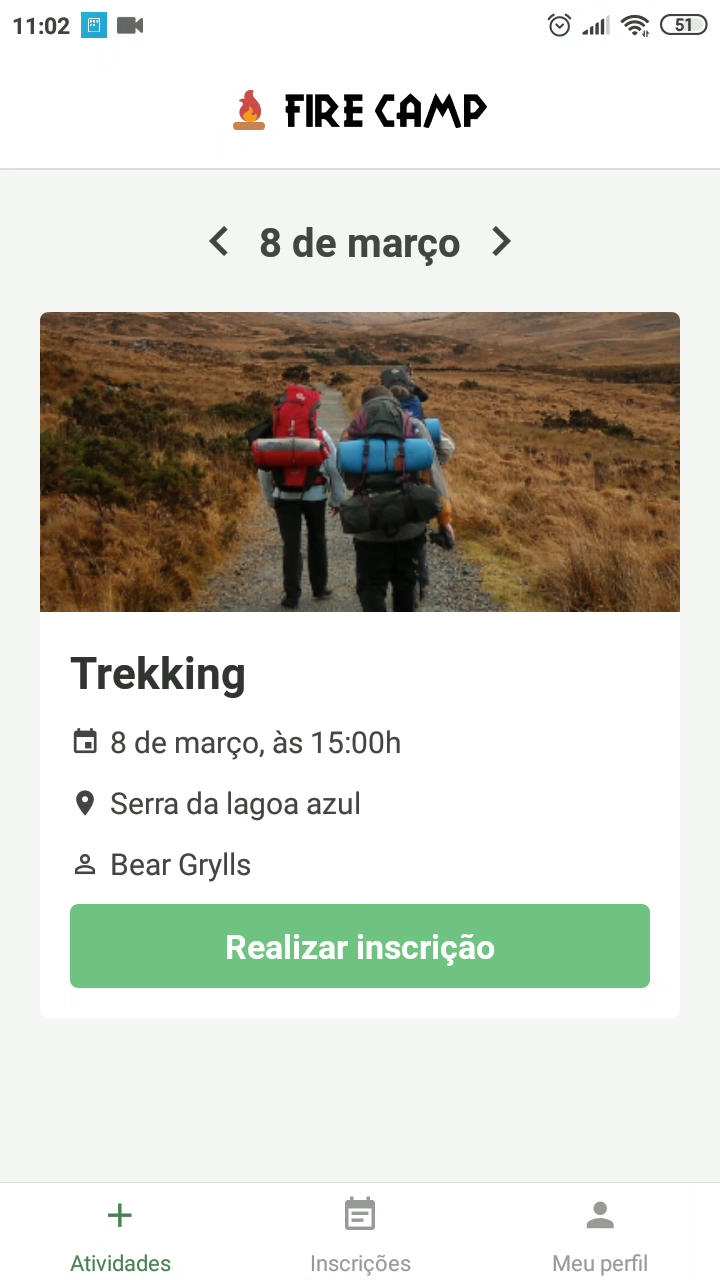 11:02
51
FIRE CAMP
8 de março
Trekking
8 de março, às 15:00h
Serra da lagoa azul
Bear Grylls
Realizar inscrição
Atividades
Inscrições
Meu perfil